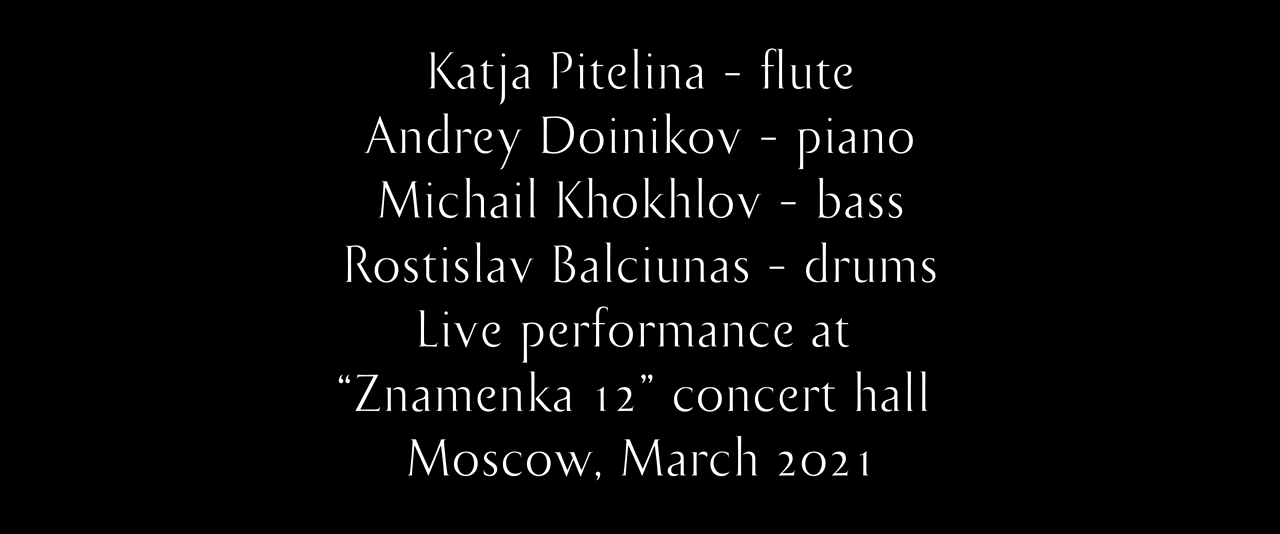 Katja Pitelina - flute
Andrey Doinikov - piano
Michail Khokhlov - bass
Rostislav Balciunas - drums
Live performance at
“Znamenka 12” concert hall
Moscow, March 2021